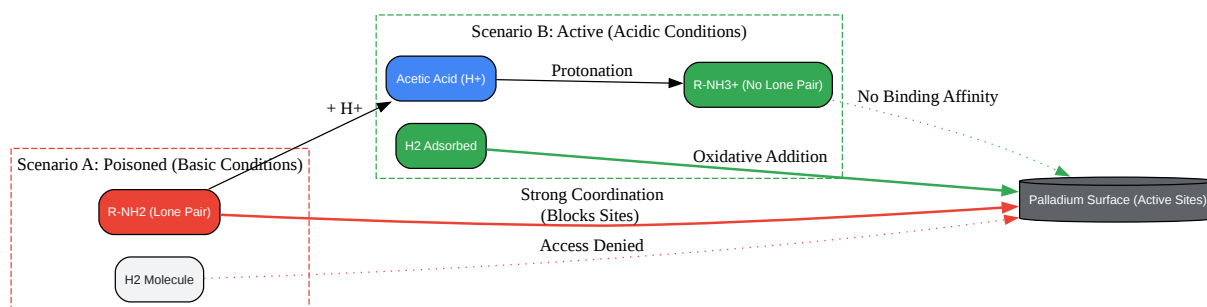 Scenario B: Active (Acidic Conditions)
Acetic Acid (H+)
Protonation
R-NH3+ (No Lone Pair)
No Binding Affinity
+ H+
H2 Adsorbed
Oxidative Addition
Scenario A: Poisoned (Basic Conditions)
R-NH2 (Lone Pair)
Strong Coordination
(Blocks Sites)
Palladium Surface (Active Sites)
Access Denied
H2 Molecule